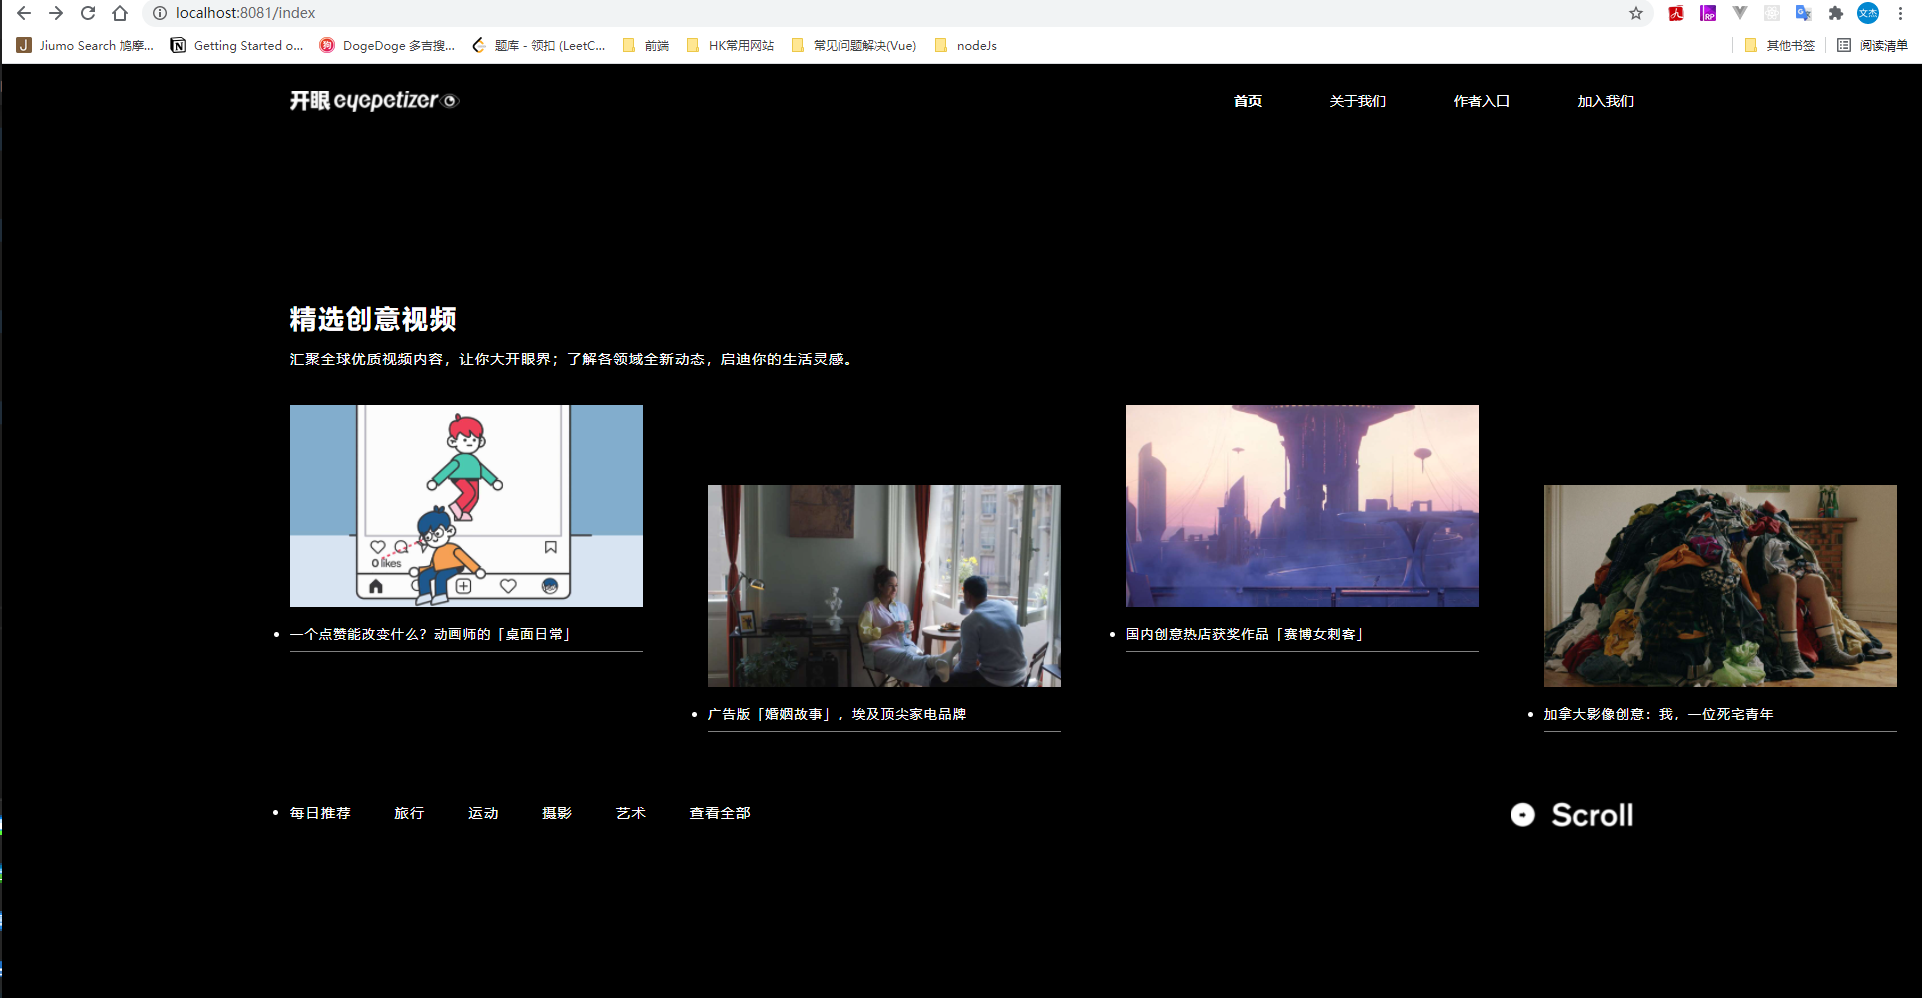 localhost:8081/index
Jiumo Search 鸠摩... Getting Started o... DogeDoge 多吉搜... 题库 - 领扣 (LeetC... 前端 HK常用网站 常见问题解决(Vue) nodeJs 其他书签 阅读清单
文杰
开眼 eyepetizer 首页 关于我们 作者入口 加入我们
精选创意视频
汇聚全球优质视频内容，让你大开眼界；了解各领域全新动态，启迪你的生活灵感。
0 likes
一个点赞能改变什么？动画师的「桌面日常」
国内创意热店获奖作品「赛博女刺客」
广告版「婚姻故事」，埃及顶尖家电品牌
加拿大影像创意：我，一位死宅青年
每日推荐 旅行 运动 摄影 艺术 查看全部 Scroll